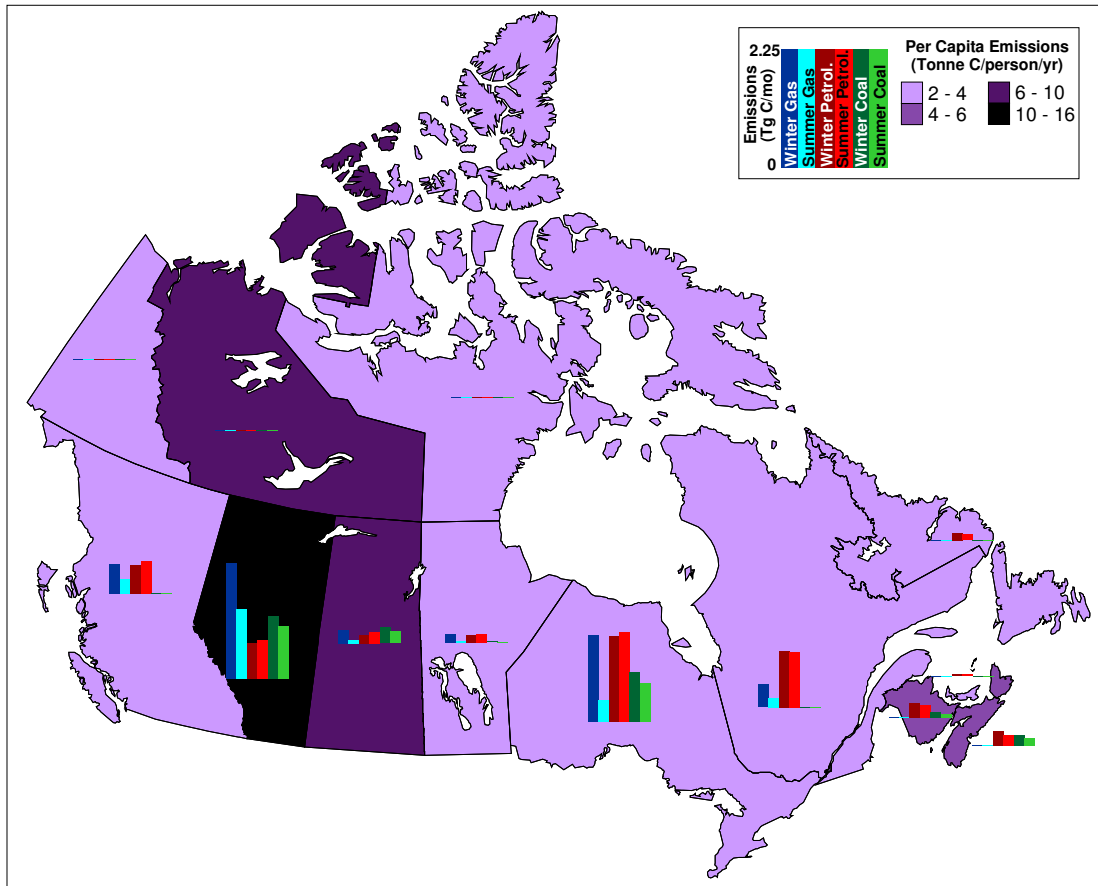 2.25
Emissions
(Tg C/mo)
0
Winter Gas
Summer Gas
Winter Petrol.
Summer Petrol.
Winter Coal
Summer Coal
Per Capita Emissions
(Tonne C/person/yr)
2 - 4
6 - 10
4 - 6
10 - 16